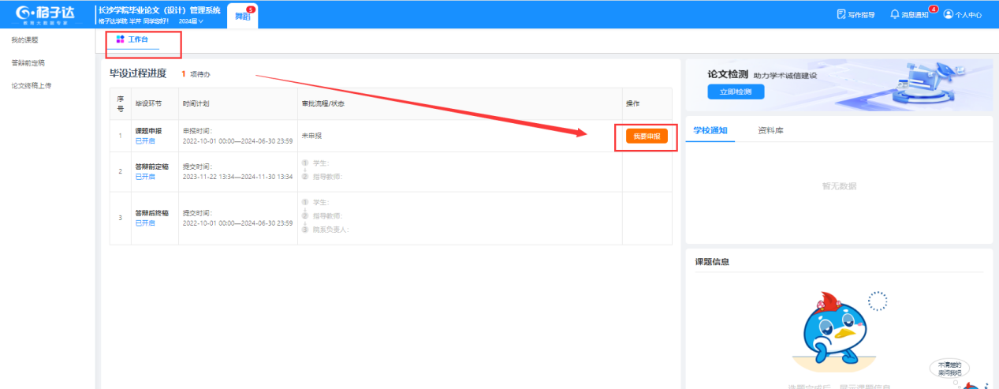 格子达
教育大数据专家
长沙学院毕业论文（设计）管理系统
格子达学院 芊芹 同学您好！ 2024届
舞蹈
5
写作指导
消息通知
4
个人中心
我的课题
答辩前定稿
论文终稿上传
工作台
毕设过程进度 1 项待办
序号 毕设环节 时间计划 审批流程/状态 操作
1 课题申报 已开启 申报时间： 2022-10-01 00:00—2024-06-30 23:59 未申报 我要申报
2 答辩前定稿 已开启 提交时间： 2023-11-22 13:34—2024-11-30 13:34 ① 学生： ② 指导教师：
3 答辩后终稿 已开启 提交时间： 2022-10-01 00:00—2024-06-30 23:59 ① 学生： ② 指导教师： ③ 院系负责人：
论文检测 助力学术诚信建设
立即检测
学校通知 资料库
暂无数据
课题信息
不清楚的
来问我吧
选题完成后，显示课题信息